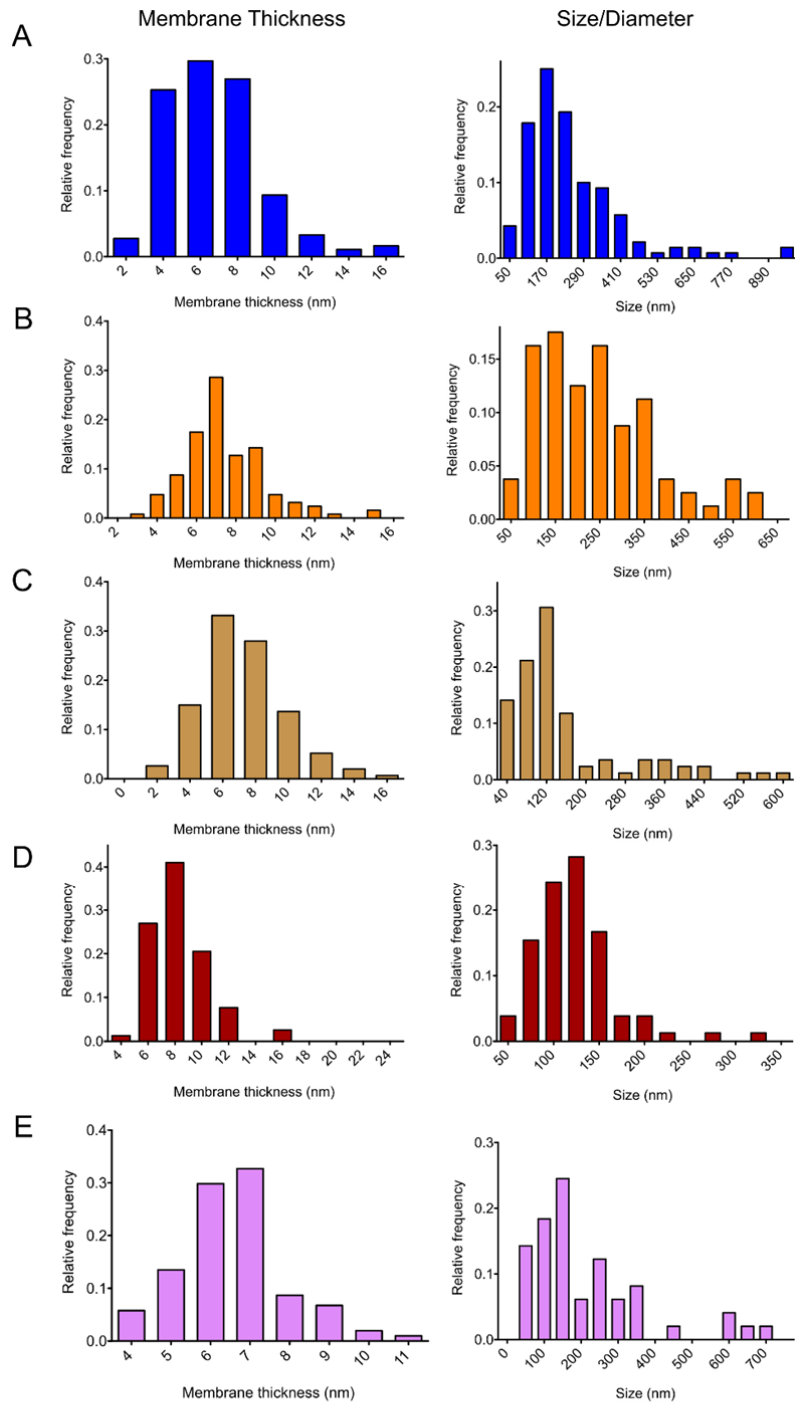 Membrane Thickness
Size/Diameter
A
Relative frequency
0.3
0.2
0.1
0.0
2 4 6 8 10 12 14 16
Membrane thickness (nm)
Relative frequency
0.2
0.1
0.0
50 170 290 410 530 650 770 890
Size (nm)
B
Relative frequency
0.4
0.3
0.2
0.1
0.0
2 4 6 8 10 12 14 16
Membrane thickness (nm)
Relative frequency
0.15
0.10
0.05
0.00
50 150 250 350 450 550 650
Size (nm)
C
Relative frequency
0.4
0.3
0.2
0.1
0.0
0 2 4 6 8 10 12 14 16
Membrane thickness (nm)
Relative frequency
0.3
0.2
0.1
0.0
40 120 200 280 360 440 520 600
Size (nm)
D
Relative frequency
0.4
0.3
0.2
0.1
0.0
4 6 8 10 12 14 16 18 20 22 24
Membrane thickness (nm)
Relative frequency
0.3
0.2
0.1
0.0
50 100 150 200 250 300 350
Size (nm)
E
Relative frequency
0.4
0.3
0.2
0.1
0.0
4 5 6 7 8 9 10 11
Membrane thickness (nm)
Relative frequency
0.3
0.2
0.1
0.0
0 100 200 300 400 500 600 700
Size (nm)